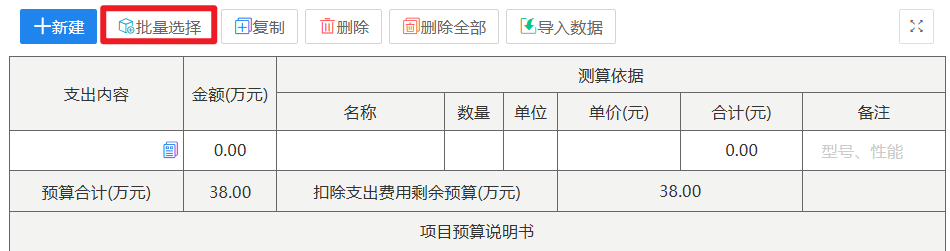 新建 批量选择 复制 删除 删除全部 导入数据
支出内容 金额(万元) 测算依据
名称 数量 单位 单价(元) 合计(元) 备注
0.00 0.00 型号、性能
预算合计(万元) 38.00 扣除支出费用剩余预算(万元) 38.00
项目预算说明书